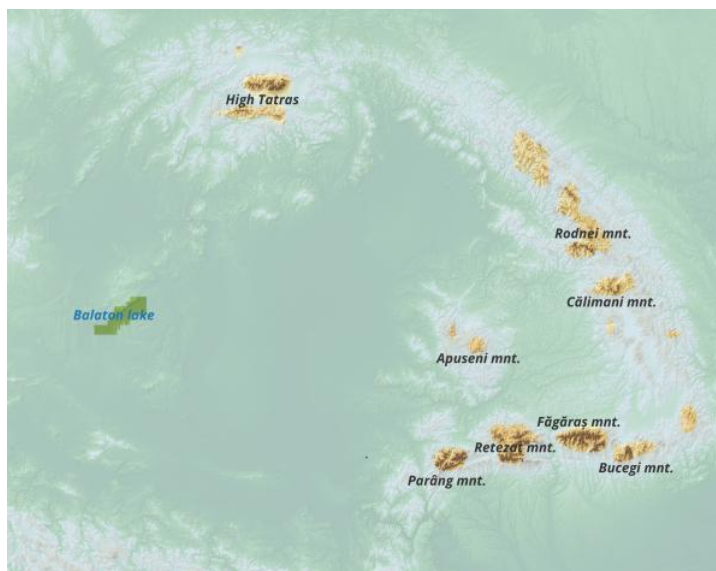 High Tatras
Rodnei mnt.
Călimani mnt.
Balaton lake
Apuseni mnt.
Făgăraș mnt.
Retezat mnt.
Bucegi mnt.
Parâng mnt.